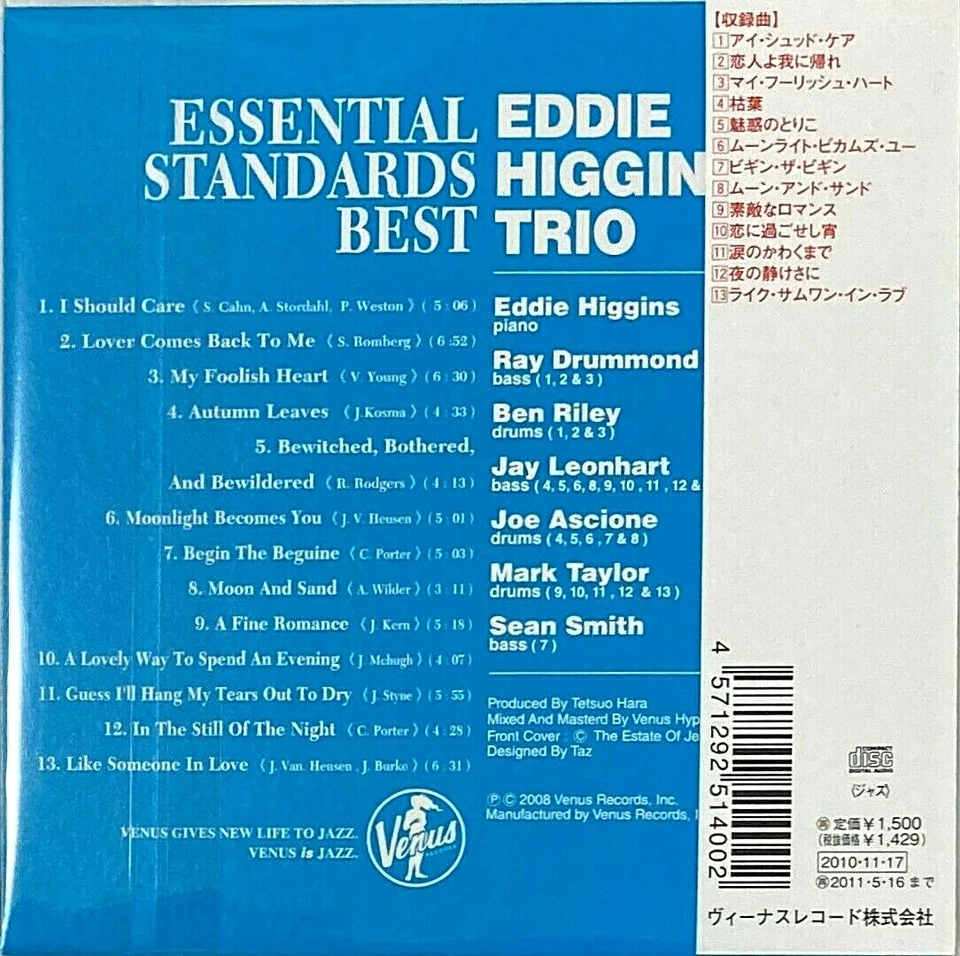 ESSENTIAL
STANDARDS
BEST
EDDIE
HIGGIN
TRIO
1. I Should Care 〈 S. Cahn, A. Stordahl, P. Weston 〉( 5 : 06 )
2. Lover Comes Back To Me 〈 S. Romberg 〉( 6 :52 )
3. My Foolish Heart 〈 V. Young 〉( 6 : 30 )
4. Autumn Leaves 〈 J.Kosma 〉( 4 : 33 )
5. Bewitched, Bothered,
And Bewildered 〈 R. Rodgers 〉( 4 : 13 )
6. Moonlight Becomes You 〈 J. V. Heusen 〉( 5 : 01 )
7. Begin The Beguine 〈 C. Porter 〉( 5 : 03 )
8. Moon And Sand 〈 A. Wilder 〉( 3 : 11 )
9. A Fine Romance 〈 J. Kern 〉( 5 : 18 )
10. A Lovely Way To Spend An Evening 〈 J. Mchugh 〉( 4 : 07 )
11. Guess I'll Hang My Tears Out To Dry 〈 J. Styne 〉( 5 : 55 )
12. In The Still Of The Night 〈 C. Porter 〉( 4 : 28 )
13. Like Someone In Love 〈 J. Van. Hensen , J. Burke 〉( 6 : 31 )
VENUS GIVES NEW LIFE TO JAZZ.
VENUS is JAZZ.
Venus
RECORDS
Eddie Higgins
piano
Ray Drummond
bass ( 1, 2 & 3 )
Ben Riley
drums ( 1, 2 & 3 )
Jay Leonhart
bass ( 4, 5, 6, 8, 9, 10 , 11 , 12 &
Joe Ascione
drums ( 4, 5, 6 , 7 & 8 )
Mark Taylor
drums ( 9, 10, 11 , 12 & 13 )
Sean Smith
bass ( 7 )
Produced By Tetsuo Hara
Mixed And Masterd By Venus Hyp
Front Cover : © The Estate Of Je
Designed By Taz
℗ © 2008 Venus Records, Inc.
Manufactured by Venus Records, I
【収録曲】
1 アイ・シュッド・ケア
2 恋人よ我に帰れ
3 マイ・フーリッシュ・ハート
4 枯葉
5 魅惑のとりこ
6 ムーンライト・ビカムズ・ユー
7 ビギン・ザ・ビギン
8 ムーン・アンド・サンド
9 素敵なロマンス
10 恋に過ごせし宵
11 涙のかわくまで
12 夜の静けさに
13 ライク・サムワン・イン・ラブ
4 571292 514002
COMPACT
disc
DIGITAL AUDIO
〈ジャズ〉
再 定価￥1,500
(税抜価格￥1,429)
2010・11・17
再2011・5・16まで
ヴィーナスレコード株式会社